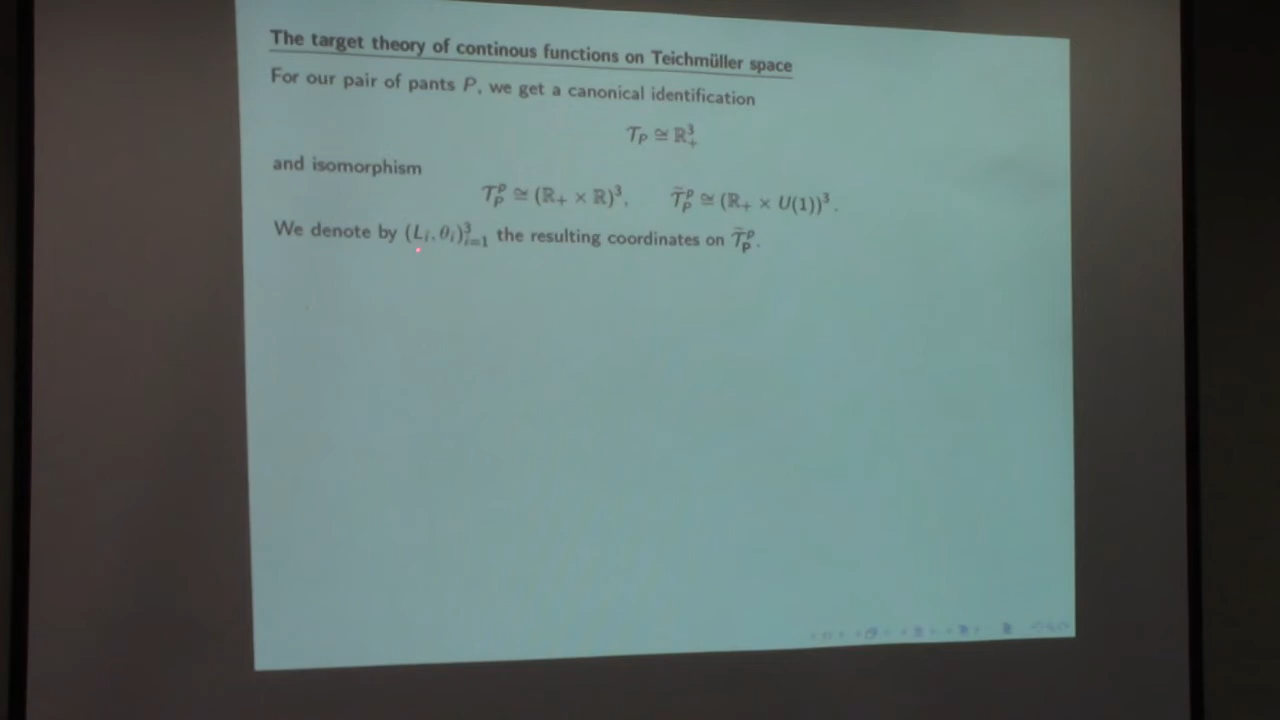 The target theory of continous functions on Teichmüller space
For our pair of pants P, we get a canonical identification
𝒯_P ≅ ℝ³₊
and isomorphism
𝒯^p_P ≅ (ℝ₊ × ℝ)³, 𝒯̃^p_P ≅ (ℝ₊ × U(1))³.
We denote by (L_i, θ_i)³_{i=1} the resulting coordinates on 𝒯̃^p_P.